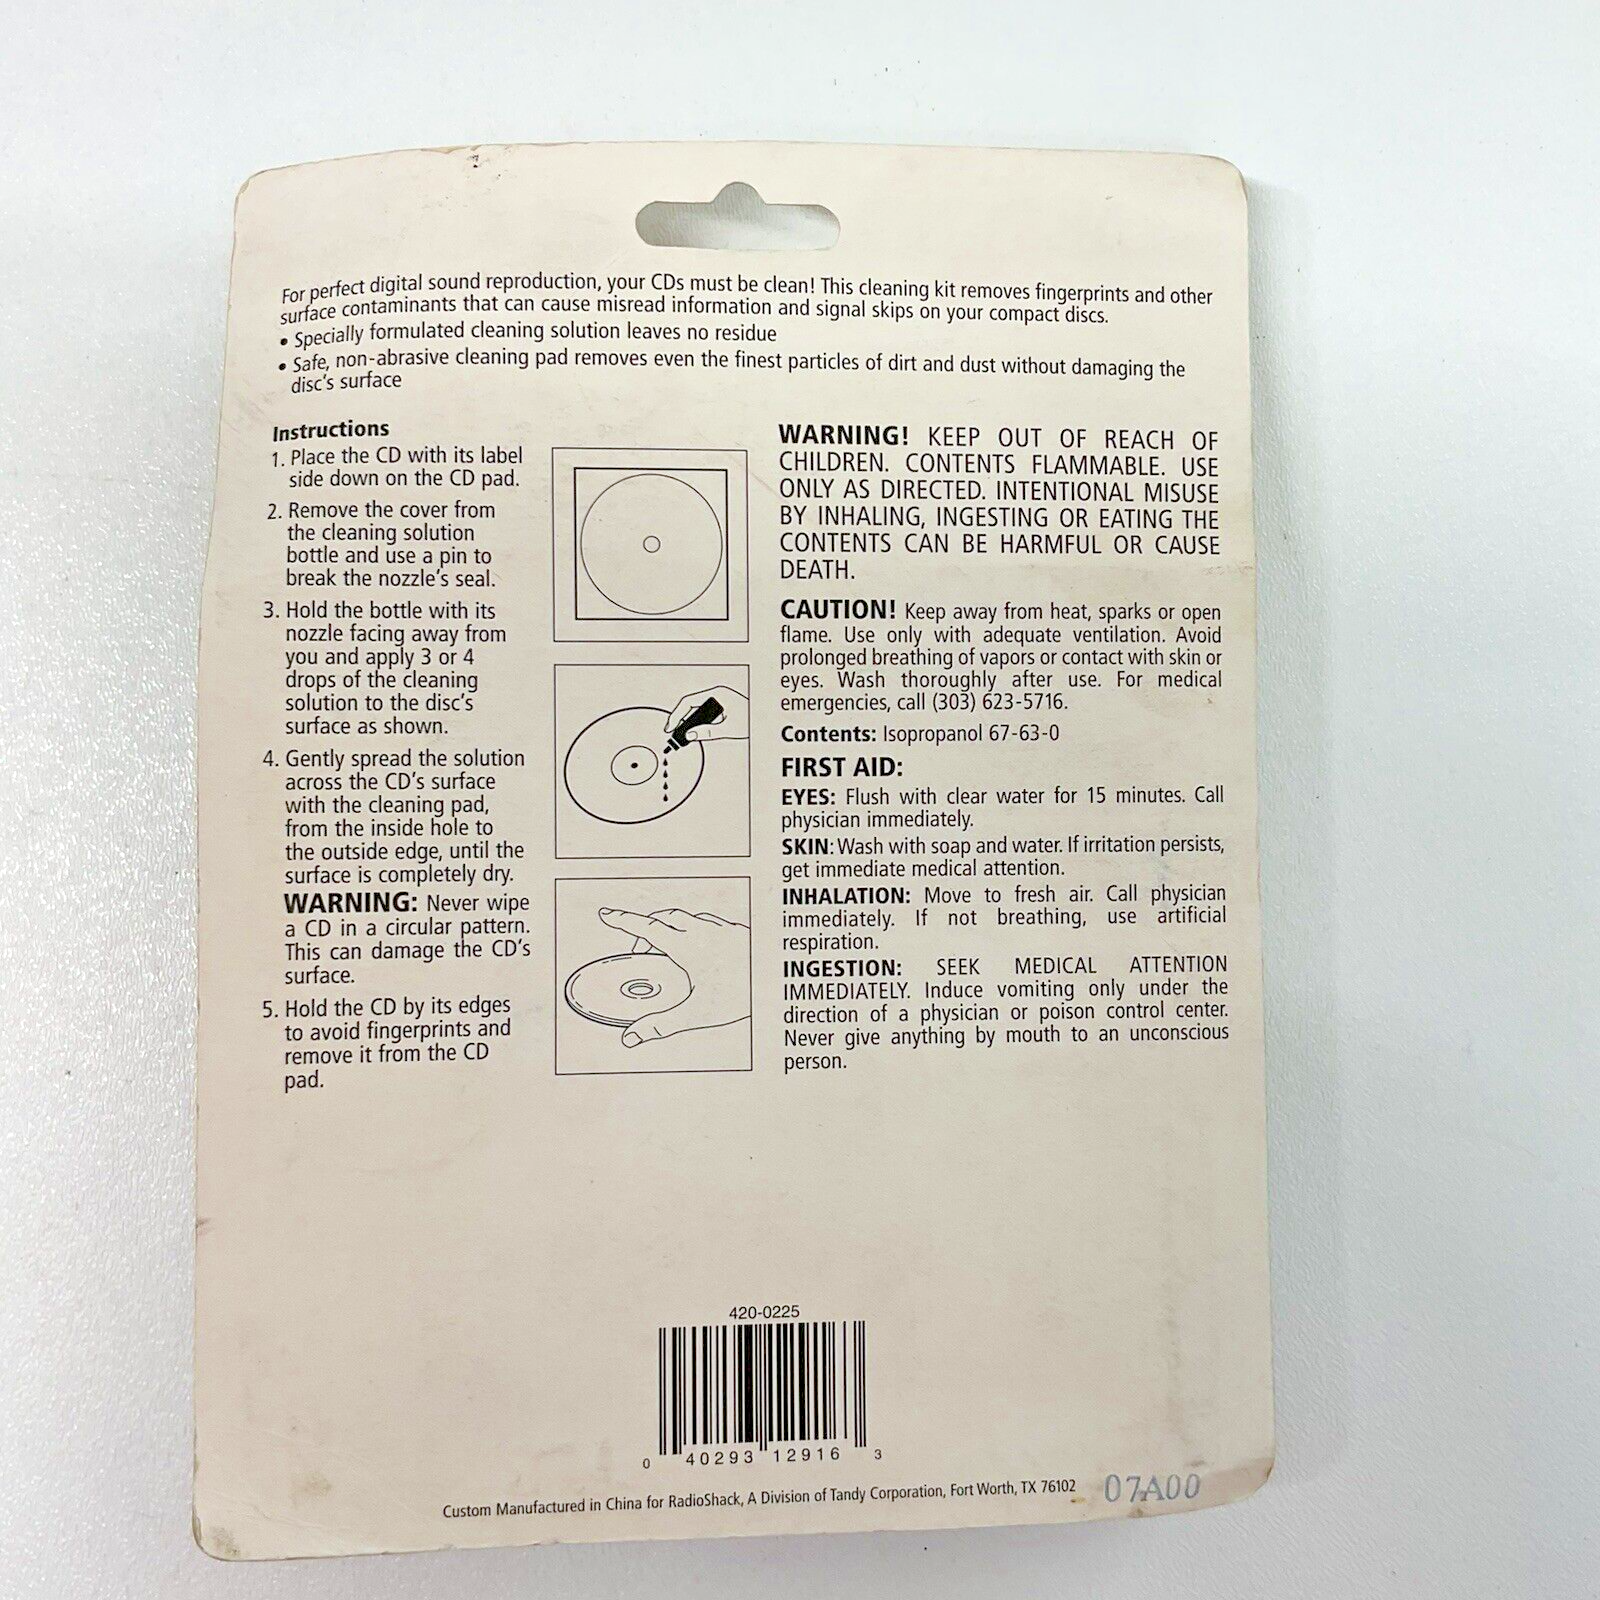 For perfect digital sound reproduction, your CDs must be clean! This cleaning kit removes fingerprints and other
surface contaminants that can cause misread information and signal skips on your compact discs.
• Specially formulated cleaning solution leaves no residue
• Safe, non-abrasive cleaning pad removes even the finest particles of dirt and dust without damaging the
disc's surface
Instructions
1. Place the CD with its label
side down on the CD pad.
2. Remove the cover from
the cleaning solution
bottle and use a pin to
break the nozzle's seal.
3. Hold the bottle with its
nozzle facing away from
you and apply 3 or 4
drops of the cleaning
solution to the disc's
surface as shown.
4. Gently spread the solution
across the CD's surface
with the cleaning pad,
from the inside hole to
the outside edge, until the
surface is completely dry.
WARNING: Never wipe
a CD in a circular pattern.
This can damage the CD's
surface.
5. Hold the CD by its edges
to avoid fingerprints and
remove it from the CD
pad.
WARNING! KEEP OUT OF REACH OF
CHILDREN. CONTENTS FLAMMABLE. USE
ONLY AS DIRECTED. INTENTIONAL MISUSE
BY INHALING, INGESTING OR EATING THE
CONTENTS CAN BE HARMFUL OR CAUSE
DEATH.
CAUTION! Keep away from heat, sparks or open
flame. Use only with adequate ventilation. Avoid
prolonged breathing of vapors or contact with skin or
eyes. Wash thoroughly after use. For medical
emergencies, call (303) 623-5716.
Contents: Isopropanol 67-63-0
FIRST AID:
EYES: Flush with clear water for 15 minutes. Call
physician immediately.
SKIN: Wash with soap and water. If irritation persists,
get immediate medical attention.
INHALATION: Move to fresh air. Call physician
immediately. If not breathing, use artificial
respiration.
INGESTION: SEEK MEDICAL ATTENTION
IMMEDIATELY. Induce vomiting only under the
direction of a physician or poison control center.
Never give anything by mouth to an unconscious
person.
420-0225
0 40293 12916 3
Custom Manufactured in China for RadioShack, A Division of Tandy Corporation, Fort Worth, TX 76102 07A00